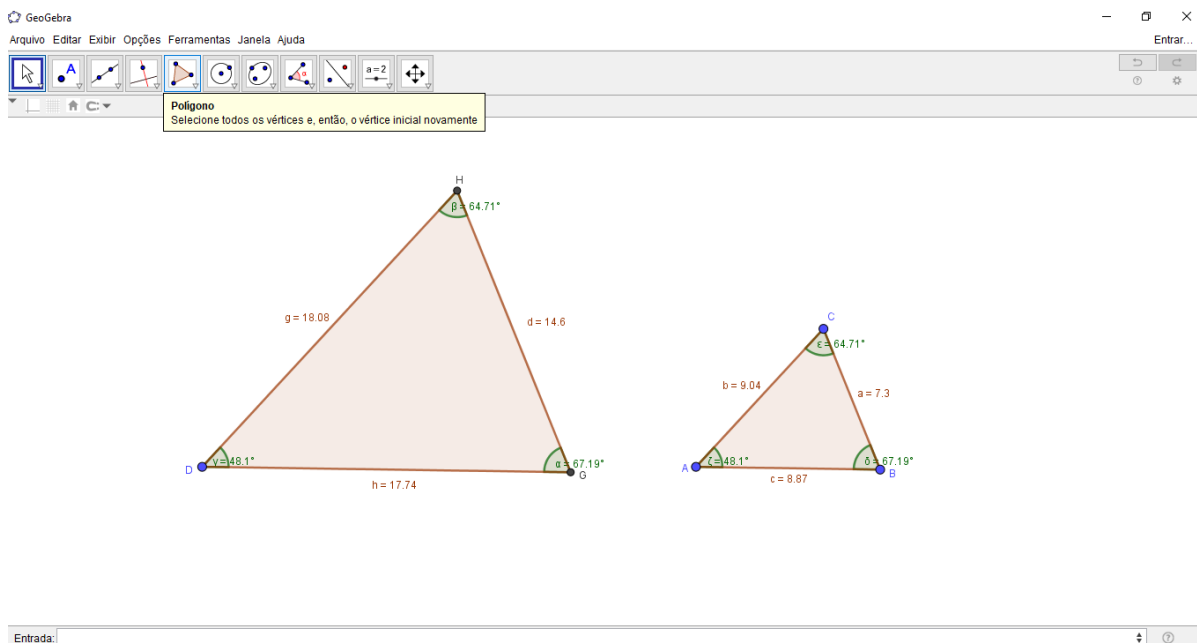 GeoGebra
Arquivo Editar Exibir Opções Ferramentas Janela Ajuda
Entrar...
A
α
a = 2
Polígono
Selecione todos os vértices e, então, o vértice inicial novamente
H
β = 64.71°
g = 18.08
d = 14.6
C
ε = 64.71°
b = 9.04
a = 7.3
D
γ = 48.1°
α = 67.19°
G
h = 17.74
A
ζ = 48.1°
δ = 67.19°
B
c = 8.87
Entrada: